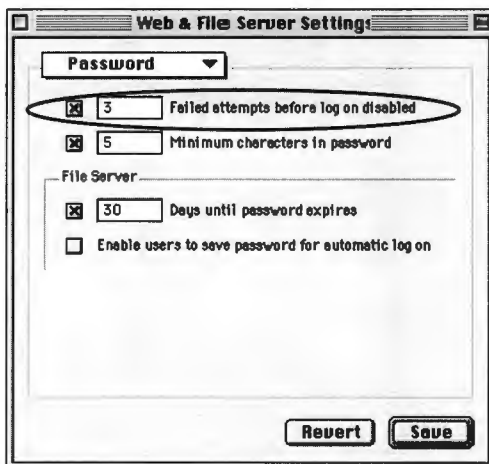 Web & File Server Settings
Password
3 Failed attempts before log on disabled
5 Minimum characters in password
File Server
30 Days until password expires
Enable users to save password for automatic log on
Revert Save